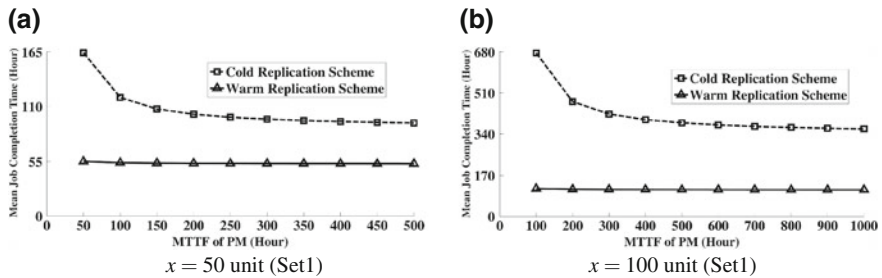 (a)
Mean Job Completion Time (Hour)
165
110
55
0
Cold Replication Scheme
Warm Replication Scheme
0 50 100 150 200 250 300 350 400 450 500
MTTF of PM (Hour)
x = 50 unit (Set1)
(b)
Mean Job Completion Time (Hour)
680
510
340
170
0
Cold Replication Scheme
Warm Replication Scheme
0 100 200 300 400 500 600 700 800 900 1000
MTTF of PM (Hour)
x = 100 unit (Set1)